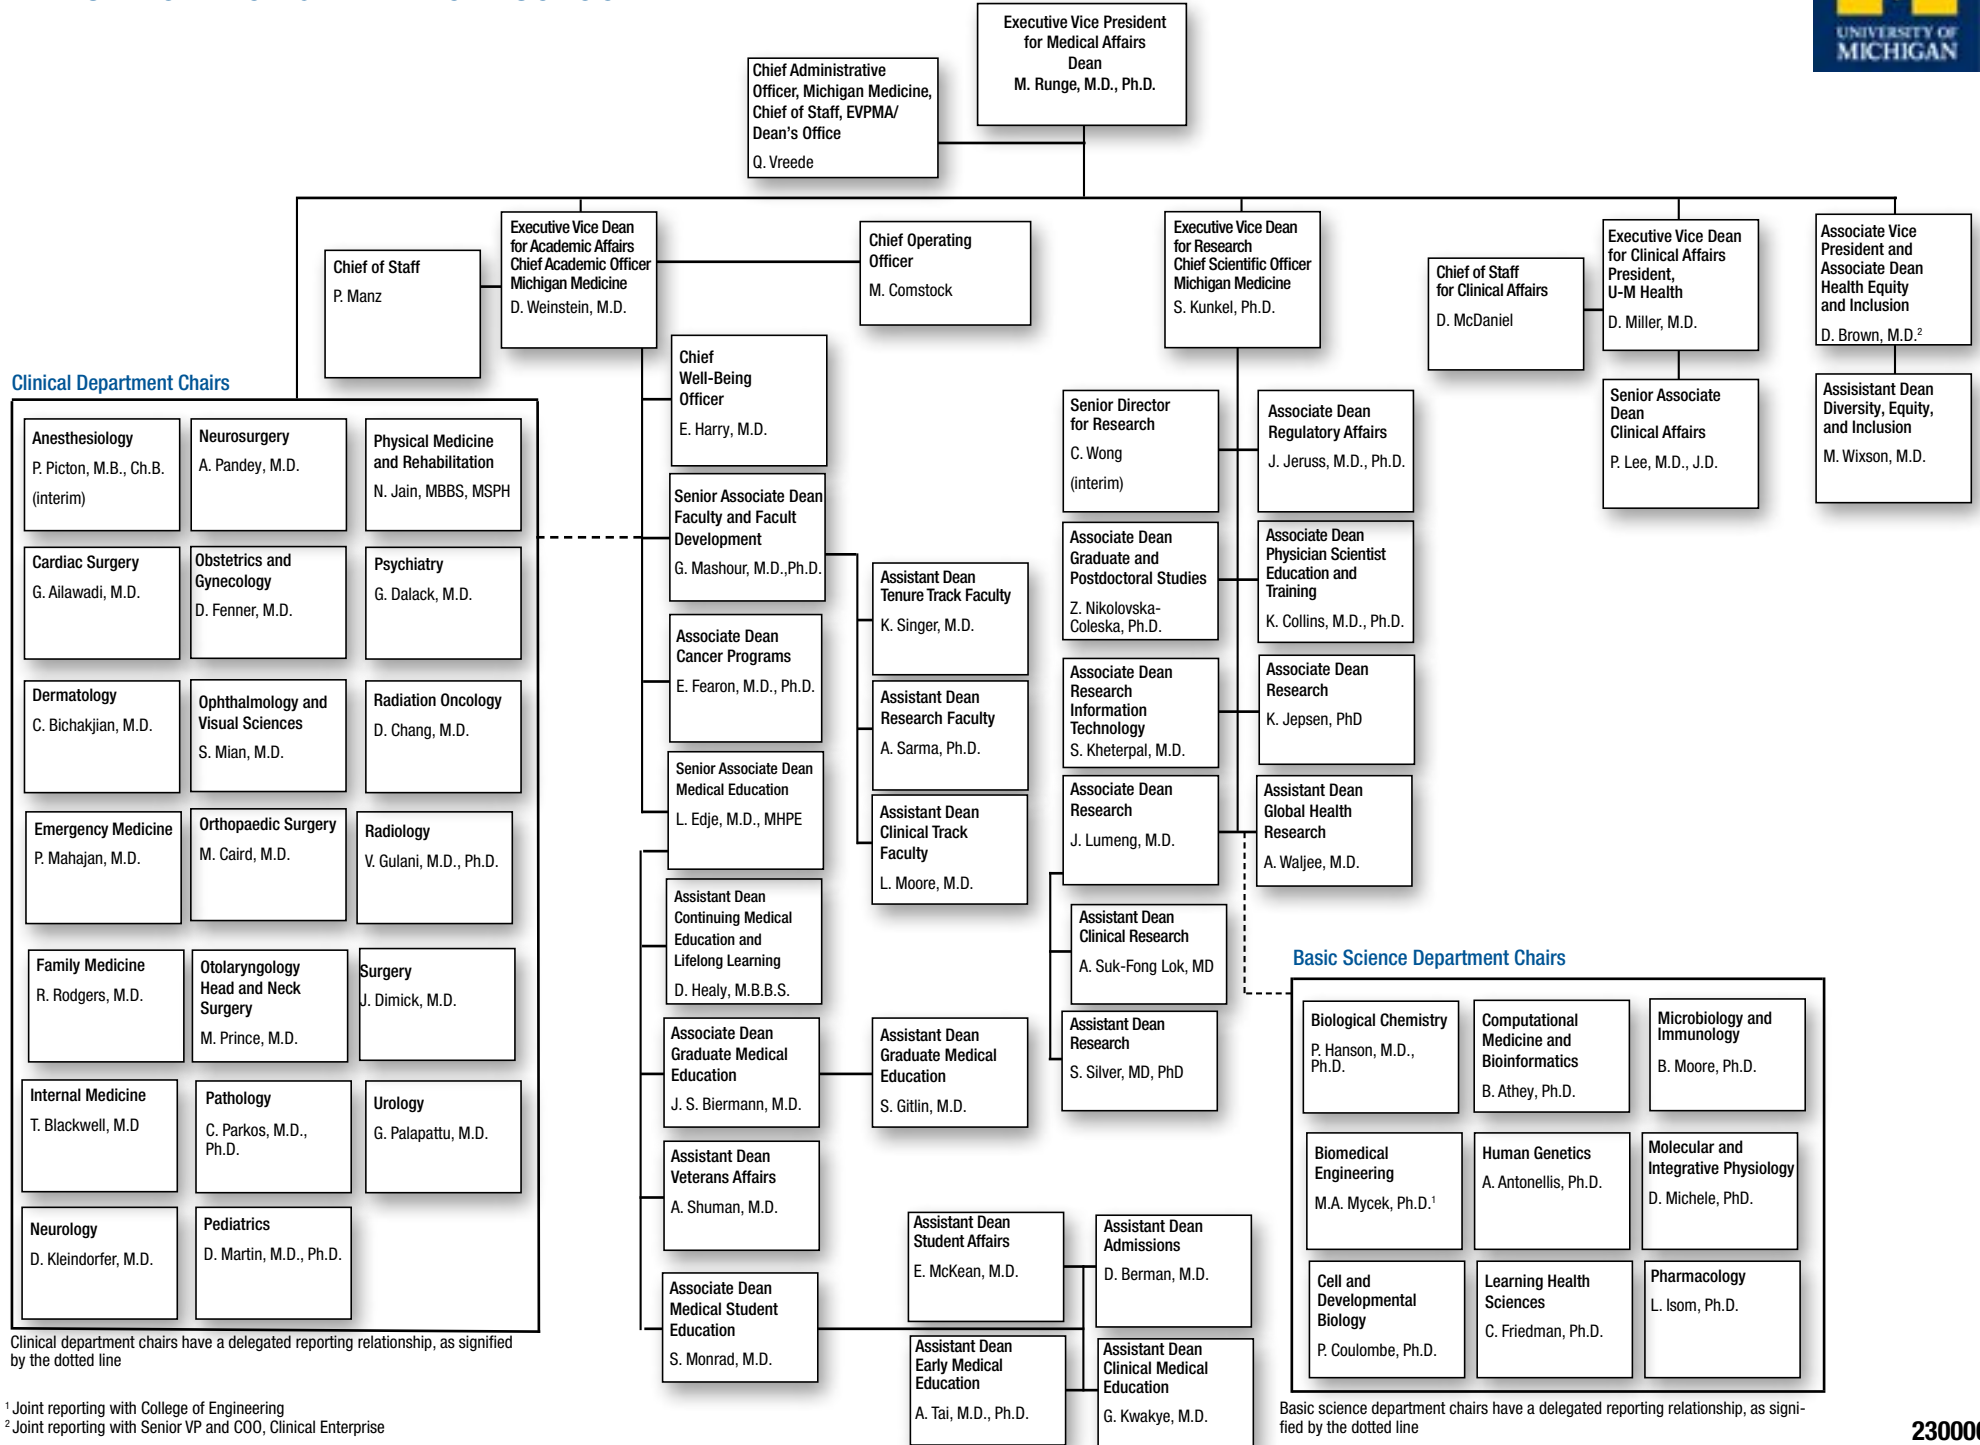 Executive Vice President
for Medical Affairs
Dean
M. Runge, M.D., Ph.D.
UNIVERSITY OF
MICHIGAN
Chief Administrative
Officer, Michigan Medicine,
Chief of Staff, EVPMA/
Dean's Office
Q. Vreede
Chief of Staff
P. Manz
Executive Vice Dean
for Academic Affairs
Chief Academic Officer
Michigan Medicine
D. Weinstein, M.D.
Chief Operating
Officer
M. Comstock
Executive Vice Dean
for Research
Chief Scientific Officer
Michigan Medicine
S. Kunkel, Ph.D.
Chief of Staff
for Clinical Affairs
D. McDaniel
Executive Vice Dean
for Clinical Affairs
President,
U-M Health
D. Miller, M.D.
Associate Vice
President and
Associate Dean
Health Equity
and Inclusion
D. Brown, M.D.²
Senior Associate
Dean
Clinical Affairs
P. Lee, M.D., J.D.
Assisistant Dean
Diversity, Equity,
and Inclusion
M. Wixson, M.D.
Clinical Department Chairs
Anesthesiology
P. Picton, M.B., Ch.B.
(interim)
Neurosurgery
A. Pandey, M.D.
Physical Medicine
and Rehabilitation
N. Jain, MBBS, MSPH
Cardiac Surgery
G. Ailawadi, M.D.
Obstetrics and
Gynecology
D. Fenner, M.D.
Psychiatry
G. Dalack, M.D.
Dermatology
C. Bichakjian, M.D.
Ophthalmology and
Visual Sciences
S. Mian, M.D.
Radiation Oncology
D. Chang, M.D.
Emergency Medicine
P. Mahajan, M.D.
Orthopaedic Surgery
M. Caird, M.D.
Radiology
V. Gulani, M.D., Ph.D.
Family Medicine
R. Rodgers, M.D.
Otolaryngology
Head and Neck
Surgery
M. Prince, M.D.
Surgery
J. Dimick, M.D.
Internal Medicine
T. Blackwell, M.D
Pathology
C. Parkos, M.D.,
Ph.D.
Urology
G. Palapattu, M.D.
Neurology
D. Kleindorfer, M.D.
Pediatrics
D. Martin, M.D., Ph.D.
Clinical department chairs have a delegated reporting relationship, as signified
by the dotted line
Chief
Well-Being
Officer
E. Harry, M.D.
Senior Associate Dean
Faculty and Facult
Development
G. Mashour, M.D.,Ph.D.
Associate Dean
Cancer Programs
E. Fearon, M.D., Ph.D.
Senior Associate Dean
Medical Education
L. Edje, M.D., MHPE
Assistant Dean
Continuing Medical
Education and
Lifelong Learning
D. Healy, M.B.B.S.
Associate Dean
Graduate Medical
Education
J. S. Biermann, M.D.
Assistant Dean
Veterans Affairs
A. Shuman, M.D.
Associate Dean
Medical Student
Education
S. Monrad, M.D.
Assistant Dean
Tenure Track Faculty
K. Singer, M.D.
Assistant Dean
Research Faculty
A. Sarma, Ph.D.
Assistant Dean
Clinical Track
Faculty
L. Moore, M.D.
Assistant Dean
Graduate Medical
Education
S. Gitlin, M.D.
Assistant Dean
Student Affairs
E. McKean, M.D.
Assistant Dean
Admissions
D. Berman, M.D.
Assistant Dean
Early Medical
Education
A. Tai, M.D., Ph.D.
Assistant Dean
Clinical Medical
Education
G. Kwakye, M.D.
Senior Director
for Research
C. Wong
(interim)
Associate Dean
Regulatory Affairs
J. Jeruss, M.D., Ph.D.
Associate Dean
Graduate and
Postdoctoral Studies
Z. Nikolovska-
Coleska, Ph.D.
Associate Dean
Physician Scientist
Education and
Training
K. Collins, M.D., Ph.D.
Associate Dean
Research
Information
Technology
S. Kheterpal, M.D.
Associate Dean
Research
K. Jepsen, PhD
Associate Dean
Research
J. Lumeng, M.D.
Assistant Dean
Global Health
Research
A. Waljee, M.D.
Assistant Dean
Clinical Research
A. Suk-Fong Lok, MD
Assistant Dean
Research
S. Silver, MD, PhD
Basic Science Department Chairs
Biological Chemistry
P. Hanson, M.D.,
Ph.D.
Computational
Medicine and
Bioinformatics
B. Athey, Ph.D.
Microbiology and
Immunology
B. Moore, Ph.D.
Biomedical
Engineering
M.A. Mycek, Ph.D.¹
Human Genetics
A. Antonellis, Ph.D.
Molecular and
Integrative Physiology
D. Michele, PhD.
Cell and
Developmental
Biology
P. Coulombe, Ph.D.
Learning Health
Sciences
C. Friedman, Ph.D.
Pharmacology
L. Isom, Ph.D.
Basic science department chairs have a delegated reporting relationship, as signi-
fied by the dotted line
¹ Joint reporting with College of Engineering
² Joint reporting with Senior VP and COO, Clinical Enterprise